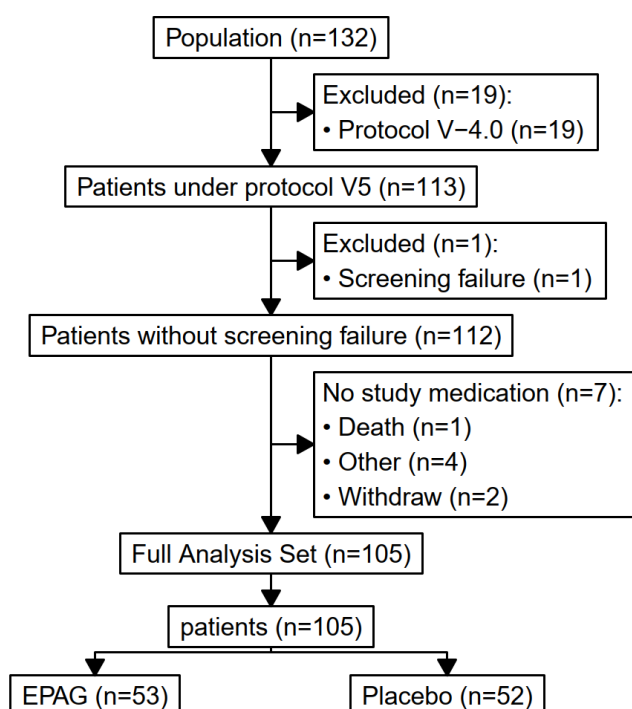 Population (n=132)
Excluded (n=19):
• Protocol V−4.0 (n=19)
Patients under protocol V5 (n=113)
Excluded (n=1):
• Screening failure (n=1)
Patients without screening failure (n=112)
No study medication (n=7):
• Death (n=1)
• Other (n=4)
• Withdraw (n=2)
Full Analysis Set (n=105)
patients (n=105)
EPAG (n=53)
Placebo (n=52)